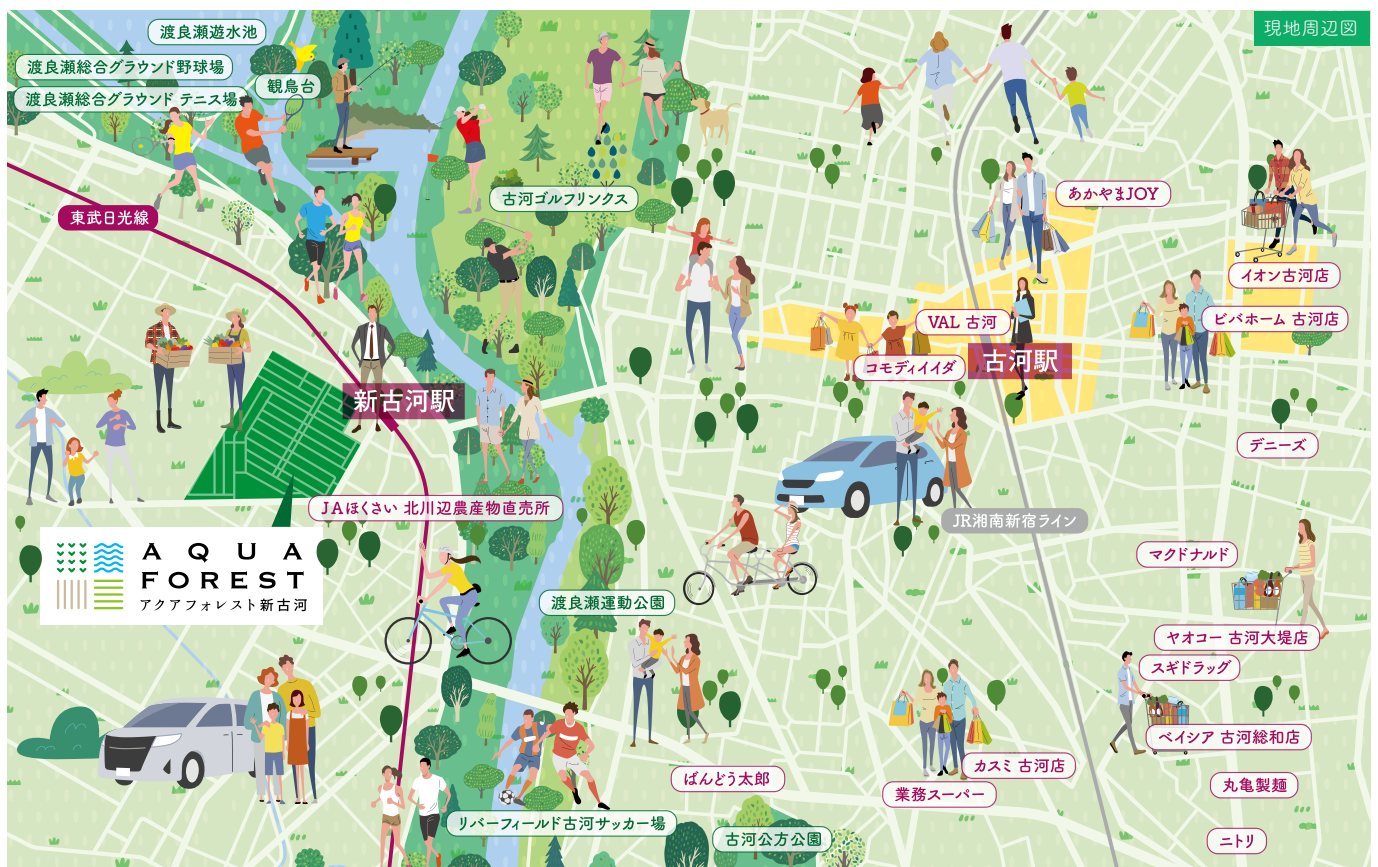 現地周辺図
渡良瀬遊水池
渡良瀬総合グラウンド野球場
観鳥台
渡良瀬総合グラウンド テニス場
古河ゴルフリンクス
あかやまJOY
東武日光線
イオン古河店
VAL 古河
ビバホーム 古河店
コモディイイダ
古河駅
新古河駅
デニーズ
JAほくさい 北川辺農産物直売所
JR湘南新宿ライン
AQUA
FOREST
アクアフォレスト新古河
マクドナルド
渡良瀬運動公園
ヤオコー 古河大堤店
スギドラッグ
ベイシア 古河総和店
カスミ 古河店
ばんどう太郎
業務スーパー
丸亀製麺
リバーフィールド古河サッカー場
古河公方公園
ニトリ